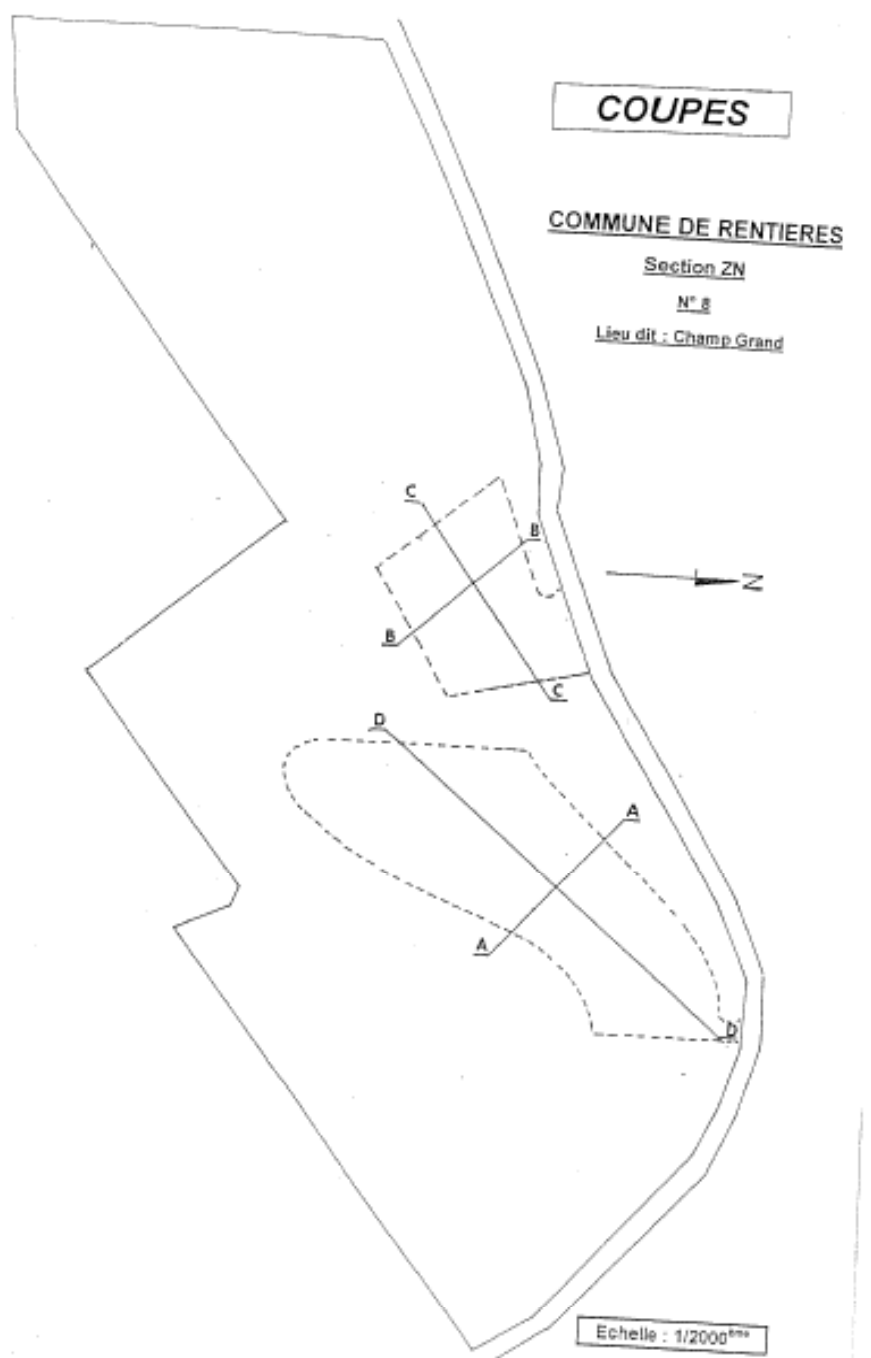 COUPES
COMMUNE DE RENTIERES
Section ZN
N° 8
Lieu dit : Champ Grand
C
B
N
B
C
D
A
A
D
Echelle : 1/2000ème